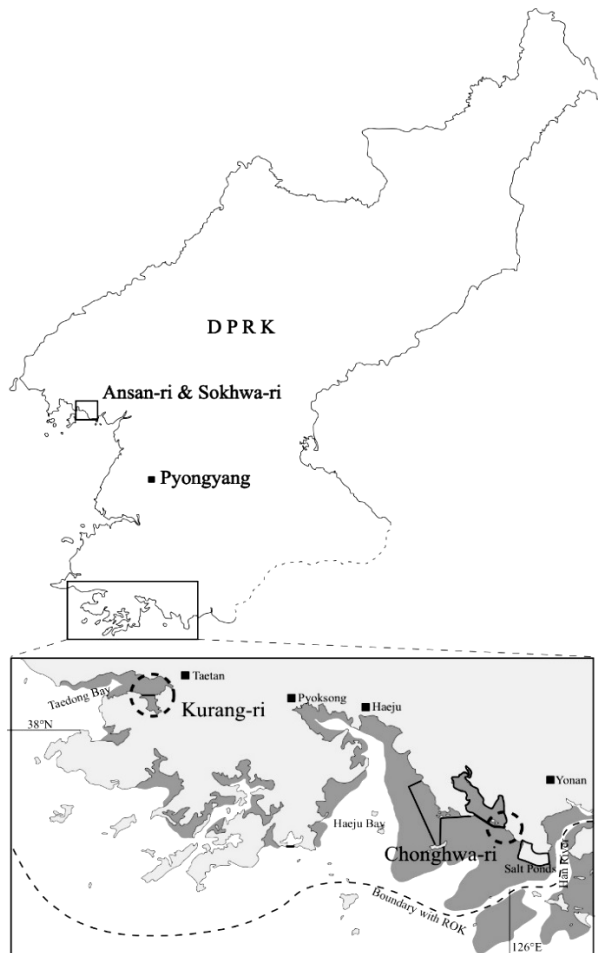 DPRK
Ansan-ri & Sokhwa-ri
Pyongyang
Taetan
Taedong Bay
Kurang-ri
Pyoksong
Haeju
38°N
Yonan
Haeju Bay
Chonghwa-ri
Salt Ponds
Han River
Boundary with ROK
126°E